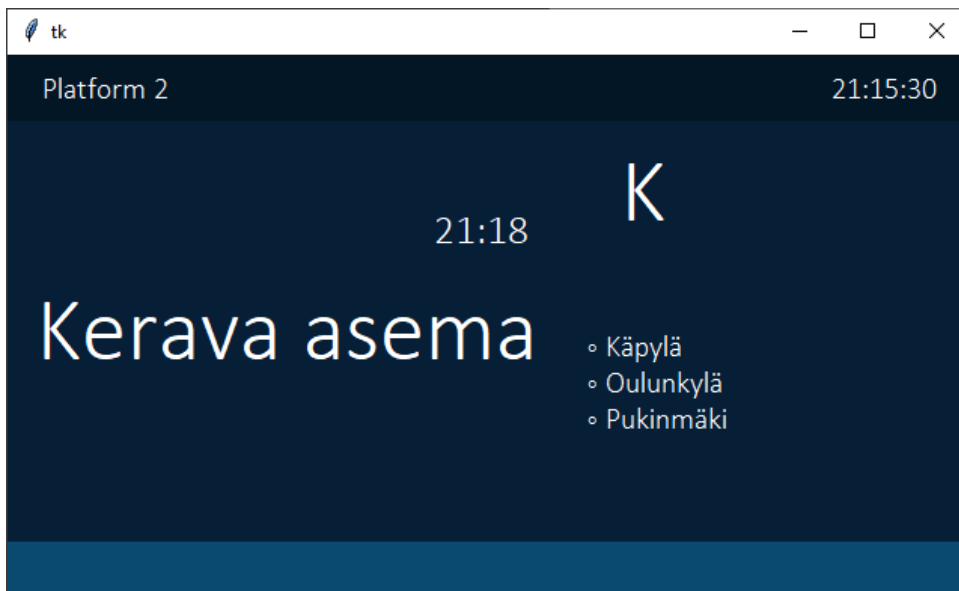 tk
Platform 2 21:15:30
K
21:18
Kerava asema
◦ Käpylä
◦ Oulunkylä
◦ Pukinmäki